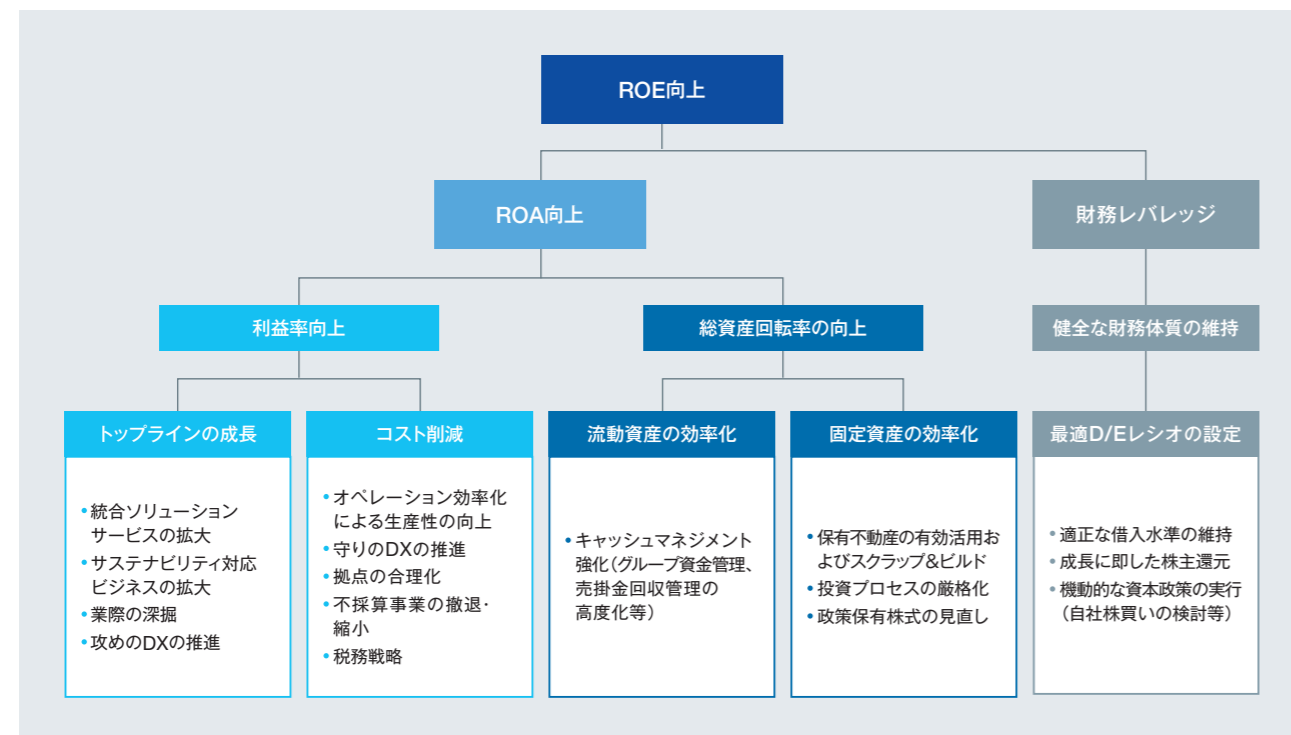 ROE向上
ROA向上
財務レバレッジ
利益率向上
総資産回転率の向上
健全な財務体質の維持
トップラインの成長
•統合ソリューション
サービスの拡大
•サステナビリティ対応
ビジネスの拡大
•業際の深掘
•攻めのDXの推進
コスト削減
•オペレーション効率化
による生産性の向上
•守りのDXの推進
•拠点の合理化
•不採算事業の撤退・
縮小
•税務戦略
流動資産の効率化
•キャッシュマネジメント
強化（グループ資金管理、
売掛金回収管理の
高度化等）
固定資産の効率化
•保有不動産の有効活用お
よびスクラップ&ビルド
•投資プロセスの厳格化
•政策保有株式の見直し
最適D/Eレシオの設定
•適正な借入水準の維持
•成長に即した株主還元
•機動的な資本政策の実行
（自社株買いの検討等）